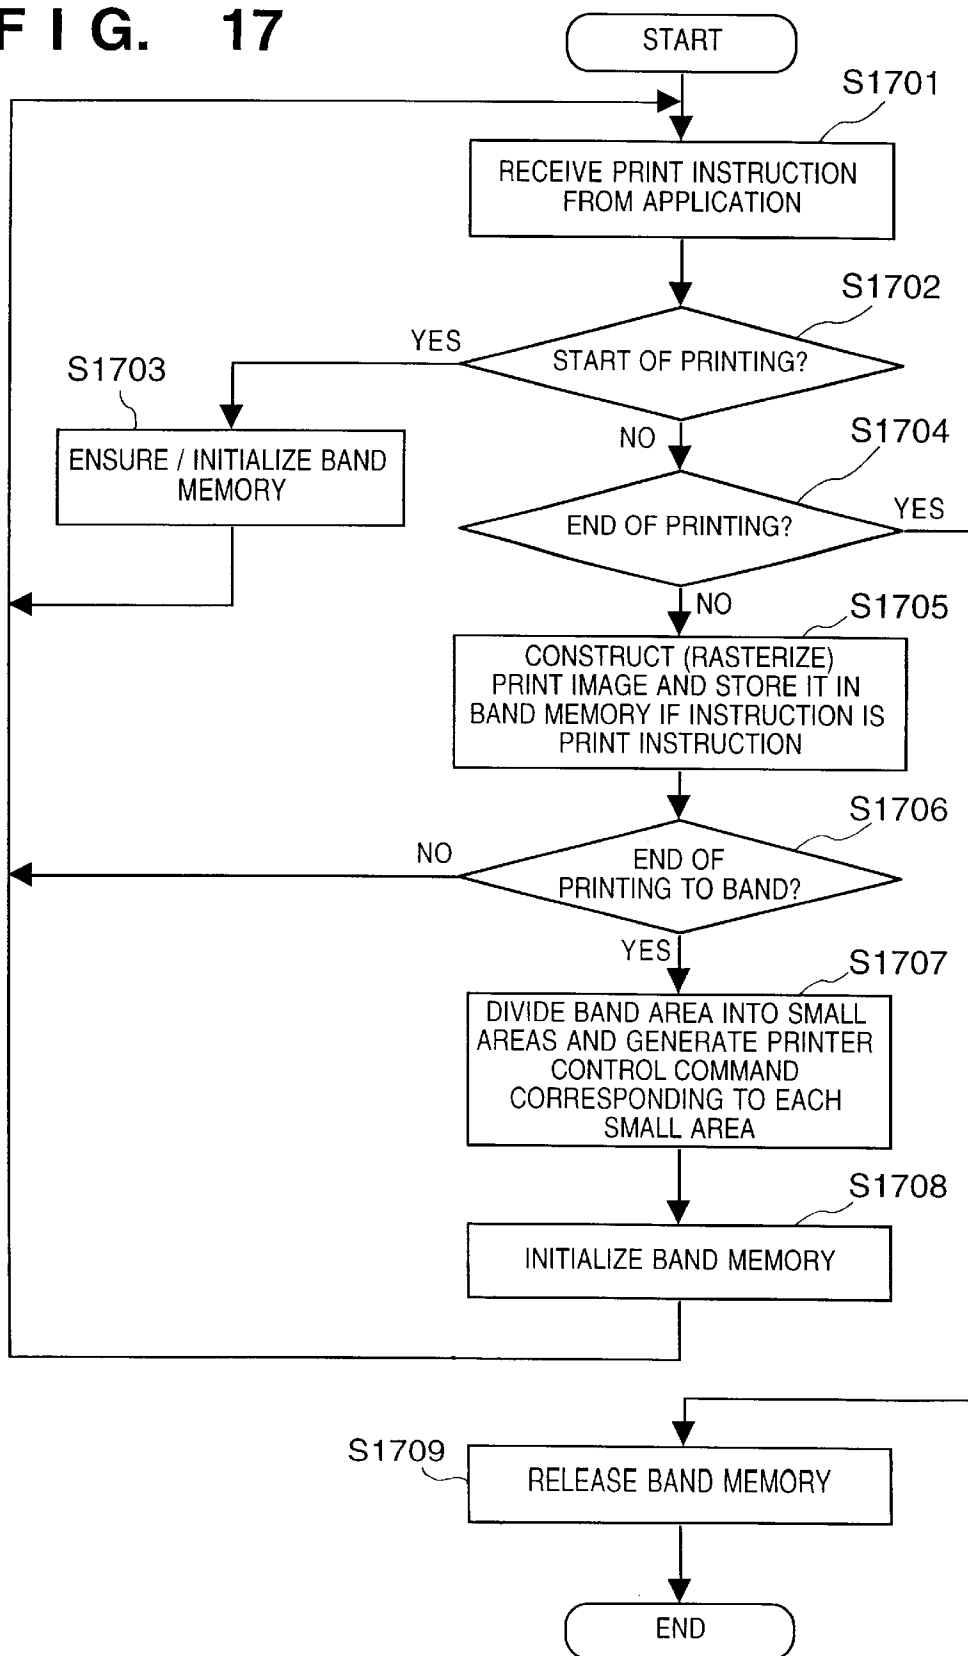 FIG. 17
START
S1701
RECEIVE PRINT INSTRUCTION
FROM APPLICATION
S1702
YES
START OF PRINTING?
S1703
ENSURE / INITIALIZE BAND
MEMORY
NO
S1704
END OF PRINTING?
YES
NO
S1705
CONSTRUCT (RASTERIZE)
PRINT IMAGE AND STORE IT IN
BAND MEMORY IF INSTRUCTION IS
PRINT INSTRUCTION
S1706
NO
END OF
PRINTING TO BAND?
YES
S1707
DIVIDE BAND AREA INTO SMALL
AREAS AND GENERATE PRINTER
CONTROL COMMAND
CORRESPONDING TO EACH
SMALL AREA
S1708
INITIALIZE BAND MEMORY
S1709
RELEASE BAND MEMORY
END